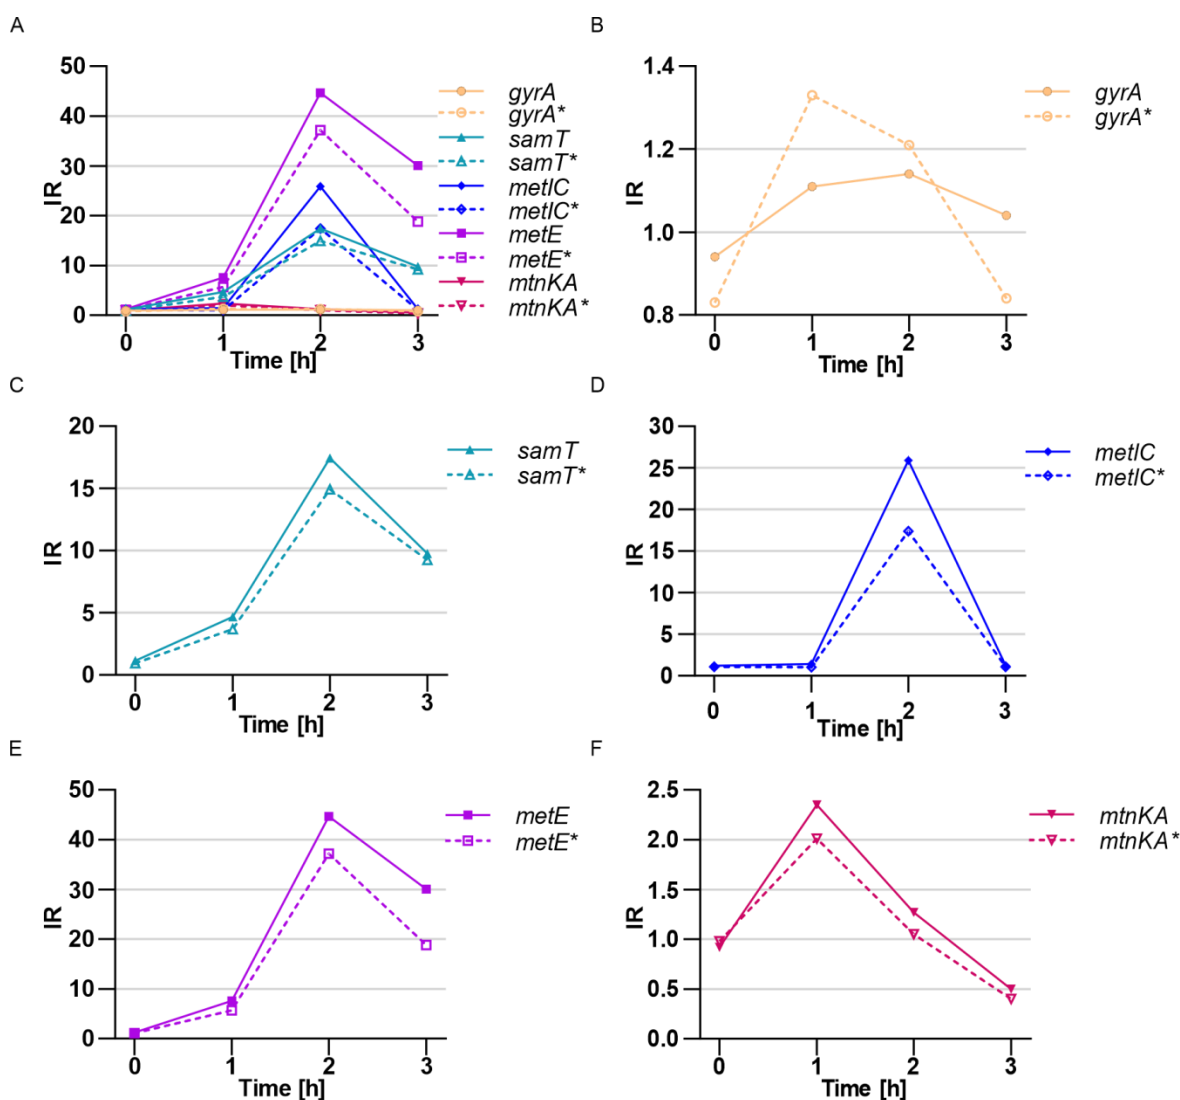 A
50
40
30
20
10
0
IR
0 1 2 3
Time [h]
gyrA
gyrA*
samT
samT*
metIC
metIC*
metE
metE*
mtnKA
mtnKA*
B
1.4
1.2
1.0
0.8
IR
0 1 2 3
Time [h]
gyrA
gyrA*
C
20
15
10
5
0
IR
0 1 2 3
Time [h]
samT
samT*
D
30
25
20
15
10
5
0
IR
0 1 2 3
Time [h]
metIC
metIC*
E
50
40
30
20
10
0
IR
0 1 2 3
Time [h]
metE
metE*
F
2.5
2.0
1.5
1.0
0.5
0.0
IR
0 1 2 3
Time [h]
mtnKA
mtnKA*